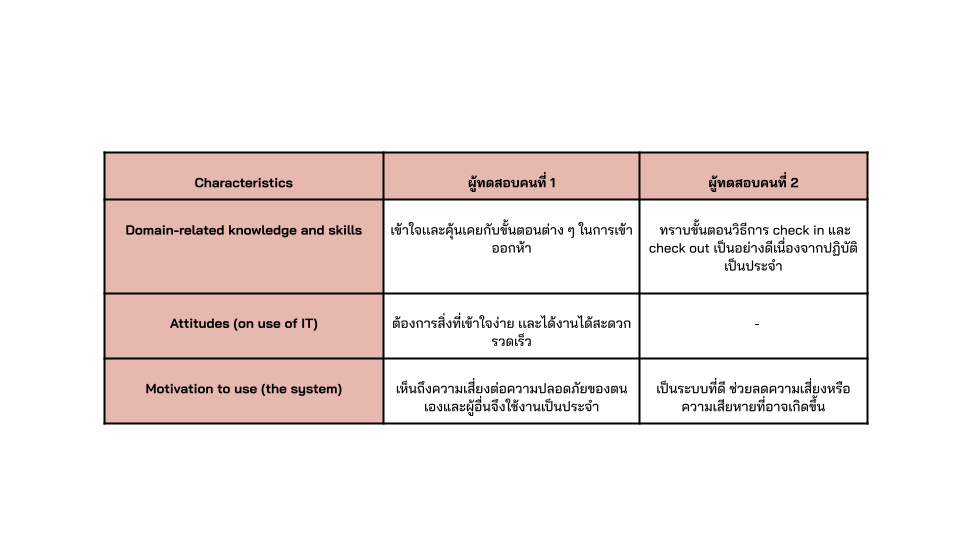 Characteristics
ผู้ทดสอบคนที่ 1
ผู้ทดสอบคนที่ 2
Domain-related knowledge and skills
เข้าใจและคุ้นเคยกับขั้นตอนต่าง ๆ ในการเข้า
ออกห้า
ทราบขั้นตอนวิธีการ check in และ
check out เป็นอย่างดีเนื่องจากปฏิบัติ
เป็นประจำ
Attitudes (on use of IT)
ต้องการสิ่งที่เข้าใจง่าย และได้งานได้สะดวก
รวดเร็ว
-
Motivation to use (the system)
เห็นถึงความเสี่ยงต่อความปลอดภัยของตน
เองและผู้อื่นจึงใช้งานเป็นประจำ
เป็นระบบที่ดี ช่วยลดความเสี่ยงหรือ
ความเสียหายที่อาจเกิดขึ้น